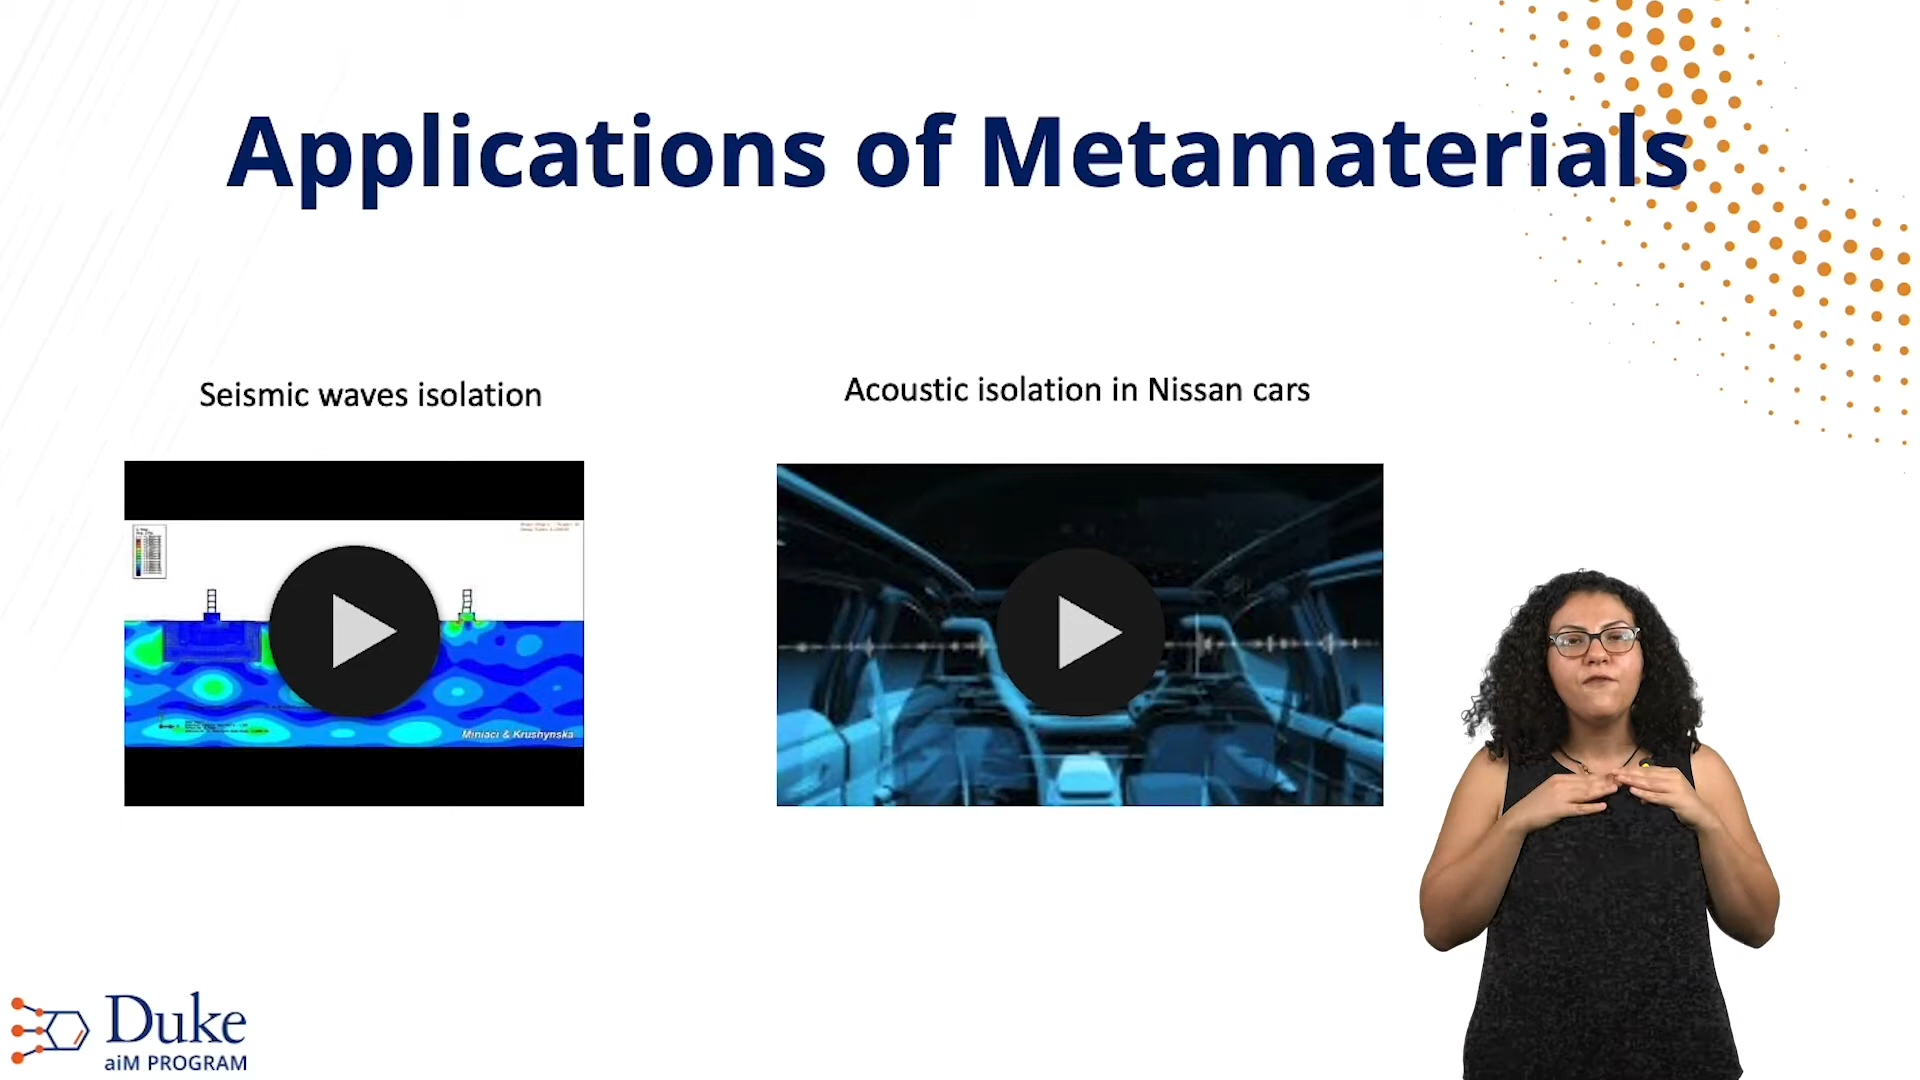 Applications of Metamaterials
Seismic waves isolation
Acoustic isolation in Nissan cars
Miniaci & Krushynska
Duke
aiM PROGRAM